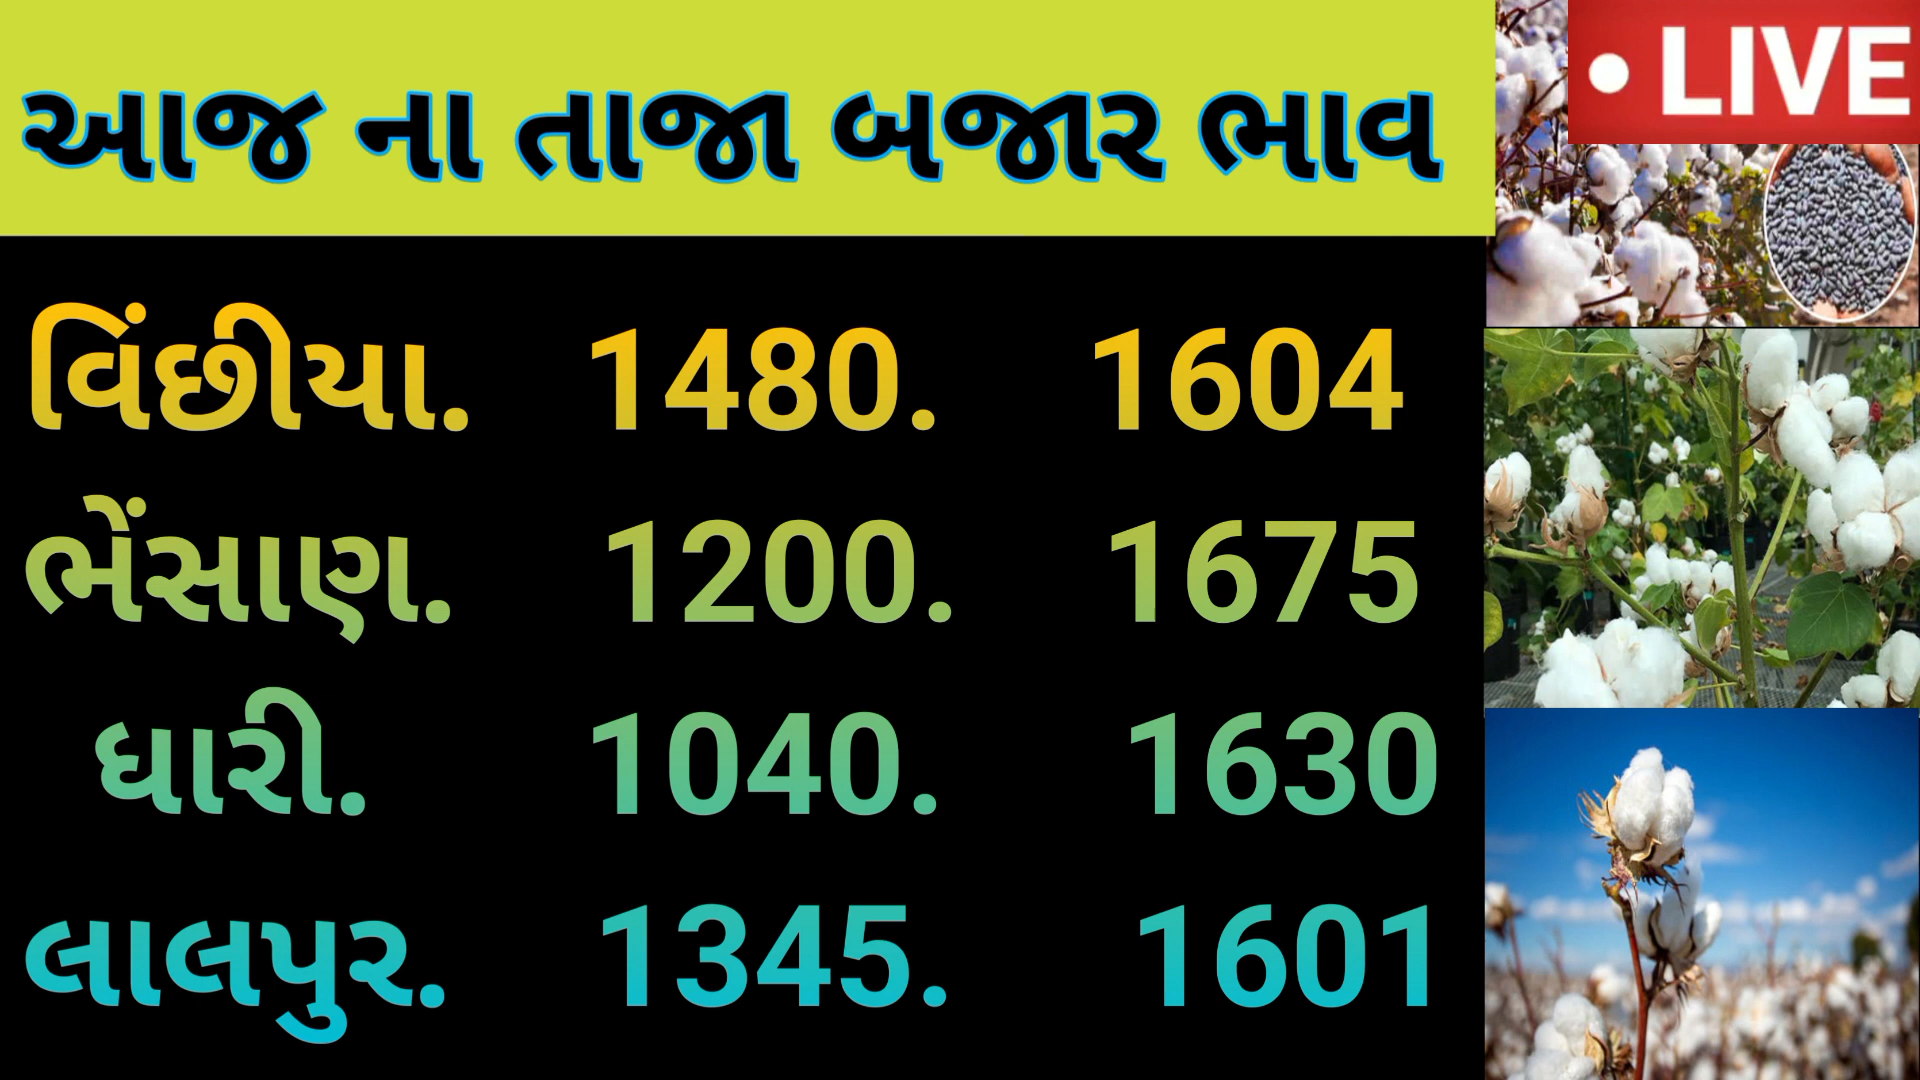 આજ ના તાજા બજાર ભાવ
• LIVE
વિંછીયા. 1480. 1604
ભેંસાણ. 1200. 1675
ધારી. 1040. 1630
લાલપુર. 1345. 1601